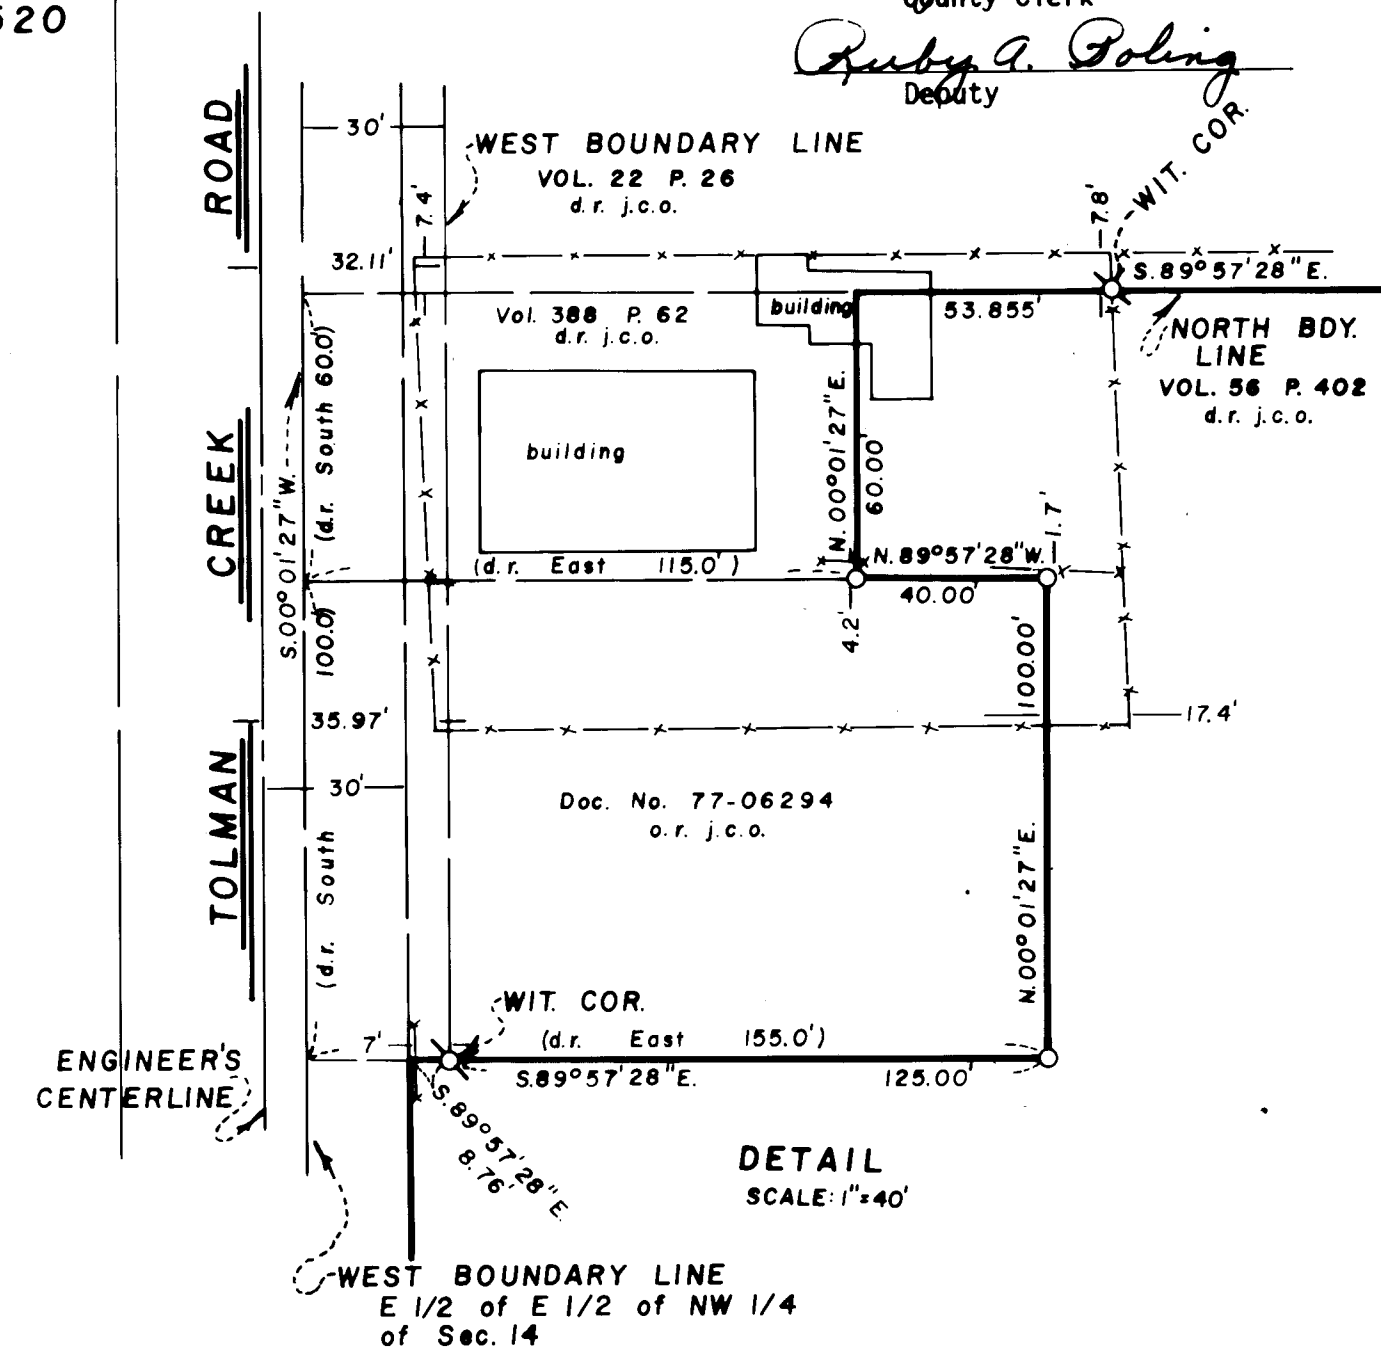 520
County Clerk
Ruby A. Poling
Deputy
ROAD
CREEK
TOLMAN
30'
WEST BOUNDARY LINE
VOL. 22 P. 26
d.r. j.c.o.
WIT. COR.
7.4'
7.8'
32.11'
S.89°57'28"E.
53.855'
building
Vol. 388 P. 62
d.r. j.c.o.
NORTH BDY.
LINE
VOL. 56 P. 402
d.r. j.c.o.
S.00°01'27"W.
(d.r. South 60.0')
building
N.00°01'27"E.
60.00'
(d.r. East 115.0')
N.89°57'28"W.
1.7'
40.00'
4.2'
100.0')
(d.r. South
100.00'
N.00°01'27"E.
35.97'
17.4'
30'
Doc. No. 77-06294
o.r. j.c.o.
WIT. COR.
7'
(d.r. East 155.0')
S.89°57'28"E. 125.00'
ENGINEER'S
CENTERLINE
S.89°57'28"E.
8.76'
DETAIL
SCALE: 1"=40'
WEST BOUNDARY LINE
E 1/2 of E 1/2 of NW 1/4
of Sec. 14